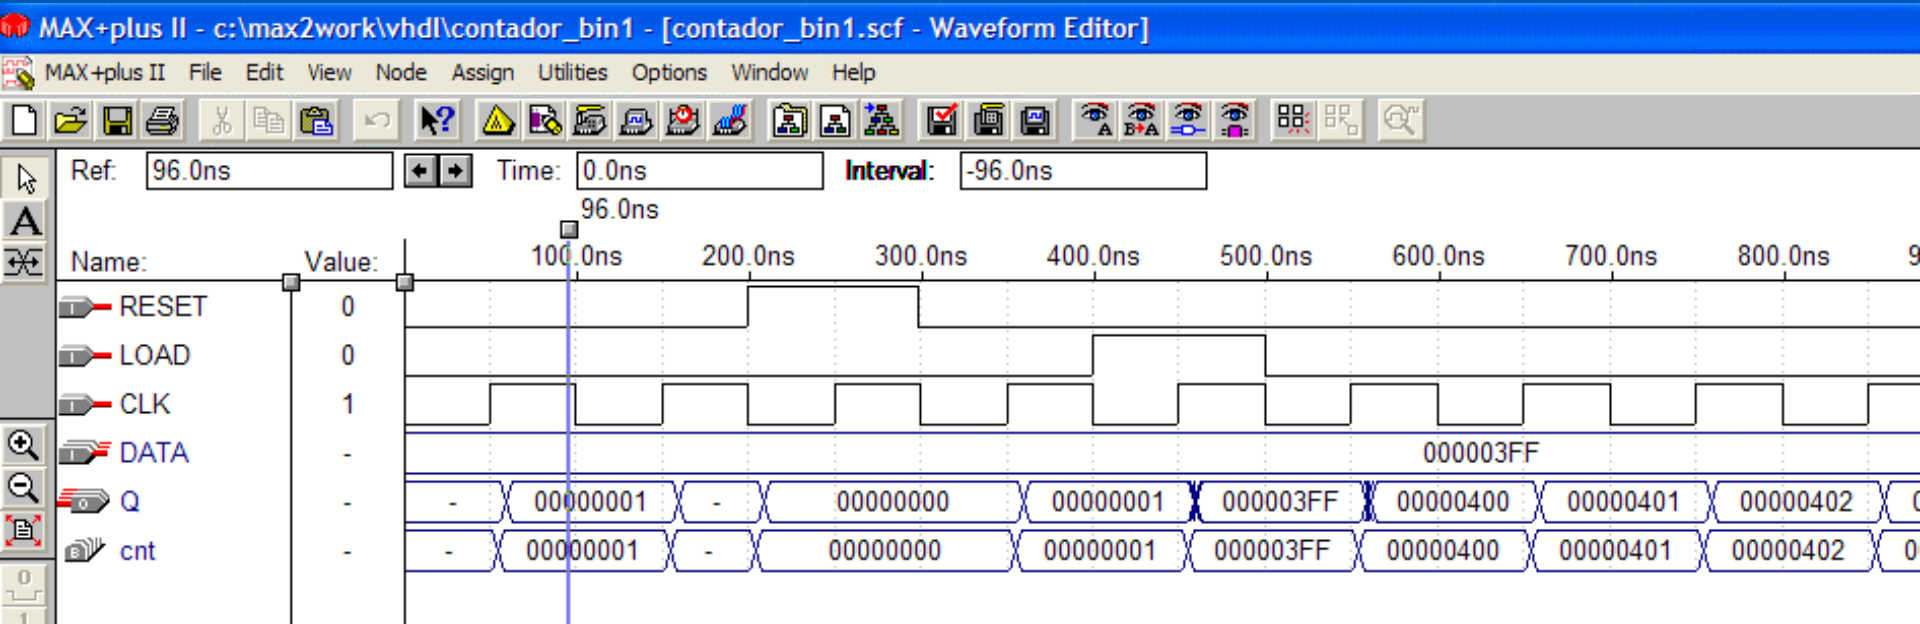 MAX+plus II - c:\max2work\vhdl\contador_bin1 - [contador_bin1.scf - Waveform Editor]
MAX+plus II File Edit View Node Assign Utilities Options Window Help
Ref: 96.0ns Time: 0.0ns Interval: -96.0ns
96.0ns
Name: Value: 100.0ns 200.0ns 300.0ns 400.0ns 500.0ns 600.0ns 700.0ns 800.0ns 9
RESET 0
LOAD 0
CLK 1
DATA - 000003FF
Q - - 00000001 - 00000000 00000001 000003FF 00000400 00000401 00000402 0
cnt - - 00000001 - 00000000 00000001 000003FF 00000400 00000401 00000402 0